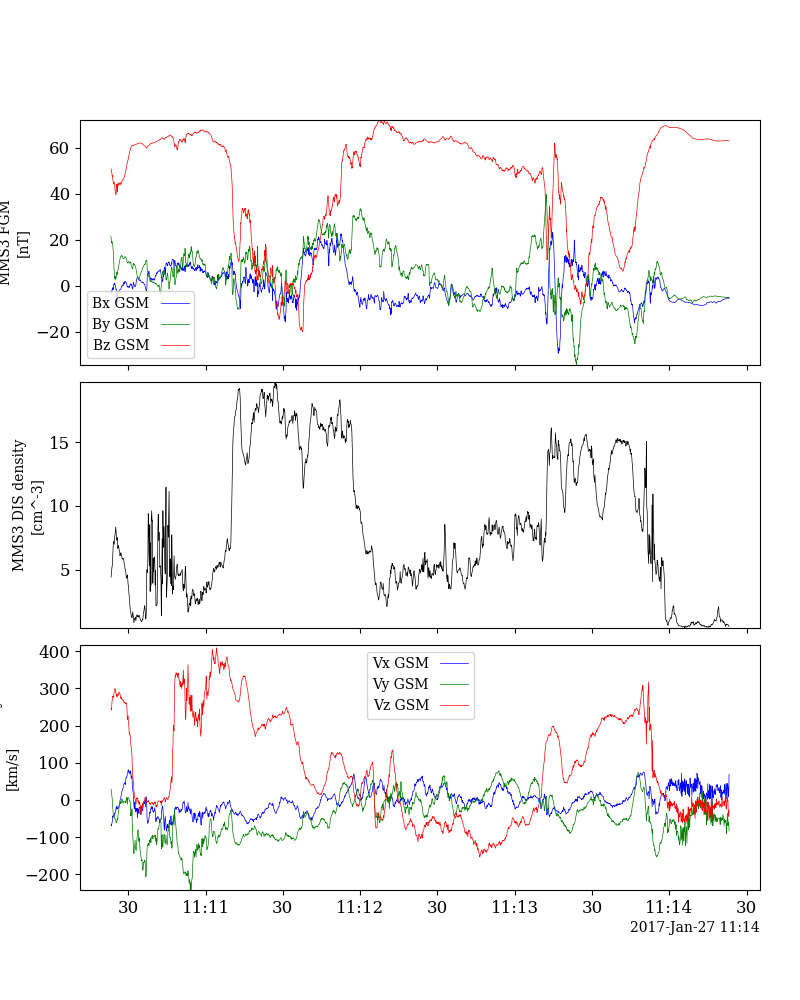 60
40
20
0
−20
MMS3 FGM
[nT]
Bx GSM
By GSM
Bz GSM
15
10
5
MMS3 DIS density
[cm^-3]
400
300
200
100
0
−100
−200
[km/s]
Vx GSM
Vy GSM
Vz GSM
30 11:11 30 11:12 30 11:13 30 11:14 30
2017-Jan-27 11:14